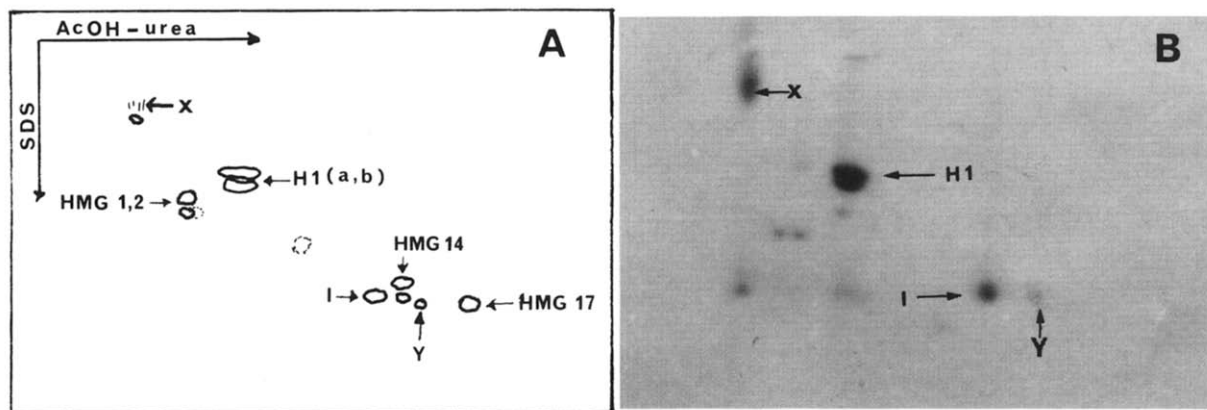 AcOH-urea
A
SDS
x
H1(a,b)
HMG 1,2
HMG 14
I
HMG 17
Y
B
x
H1
I
Y